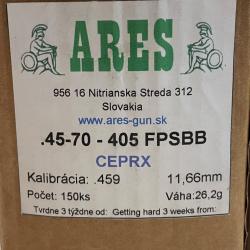 ARES
956 16 Nitrianska Streda 312
Slovakia
www.ares-gun.sk
.45-70 - 405 FPSBB
CEPRX
Kalibrácia: .459 11,66mm
Počet: 150ks Váha:26,2g
Tvrdne 3 týždne od: Getting hard 3 weeks from: